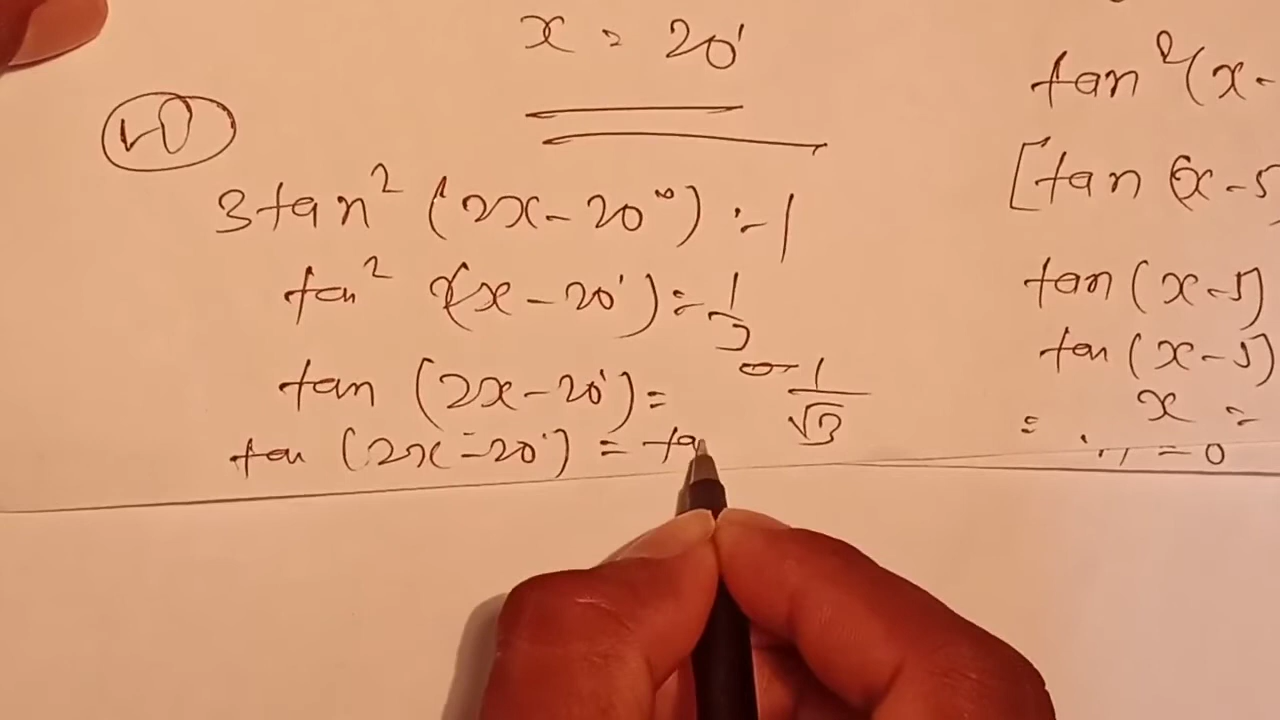 x = 20'
3tan² (2x - 20°) = 1
tan² (2x - 20') = 1/3
tan (2x - 20') = 1/√3
tan (2x - 20') = ta
tan²(x -
[tan (x - 5
tan (x - 5)
tan (x - 5)
x =
= 0